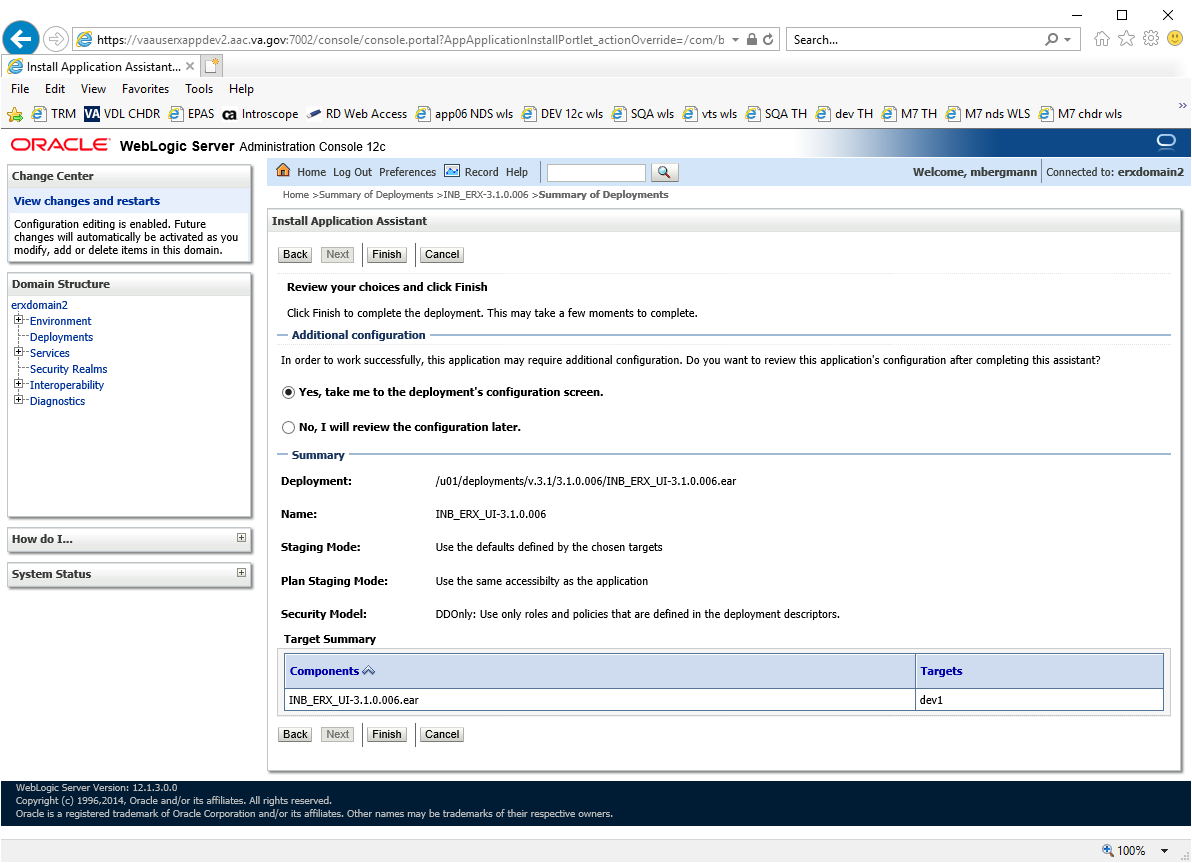 https://vaauserxappdev2.aac.va.gov:7002/console/console.portal?AppApplicationInstallPortlet_actionOverride=/com/b
Search...
Install Application Assistant...
File Edit View Favorites Tools Help
TRM VDL CHDR EPAS Introscope RD Web Access app06 NDS wls DEV 12c wls SQA wls vts wls SQA TH dev TH M7 TH M7 nds WLS M7 chdr wls
ORACLE WebLogic Server Administration Console 12c
Change Center
View changes and restarts
Configuration editing is enabled. Future
changes will automatically be activated as you
modify, add or delete items in this domain.
Domain Structure
erxdomain2
Environment
Deployments
Services
Security Realms
Interoperability
Diagnostics
How do I...
System Status
Home Log Out Preferences Record Help
Welcome, mbergmann Connected to: erxdomain2
Home >Summary of Deployments >INB_ERX-3.1.0.006 >Summary of Deployments
Install Application Assistant
Back Next Finish Cancel
Review your choices and click Finish
Click Finish to complete the deployment. This may take a few moments to complete.
Additional configuration
In order to work successfully, this application may require additional configuration. Do you want to review this application's configuration after completing this assistant?
Yes, take me to the deployment's configuration screen.
No, I will review the configuration later.
Summary
Deployment: /u01/deployments/v.3.1/3.1.0.006/INB_ERX_UI-3.1.0.006.ear
Name: INB_ERX_UI-3.1.0.006
Staging Mode: Use the defaults defined by the chosen targets
Plan Staging Mode: Use the same accessibilty as the application
Security Model: DDOnly: Use only roles and policies that are defined in the deployment descriptors.
Target Summary
Components Targets
INB_ERX_UI-3.1.0.006.ear dev1
Back Next Finish Cancel
WebLogic Server Version: 12.1.3.0.0
Copyright (c) 1996,2014, Oracle and/or its affiliates. All rights reserved.
Oracle is a registered trademark of Oracle Corporation and/or its affiliates. Other names may be trademarks of their respective owners.
100%